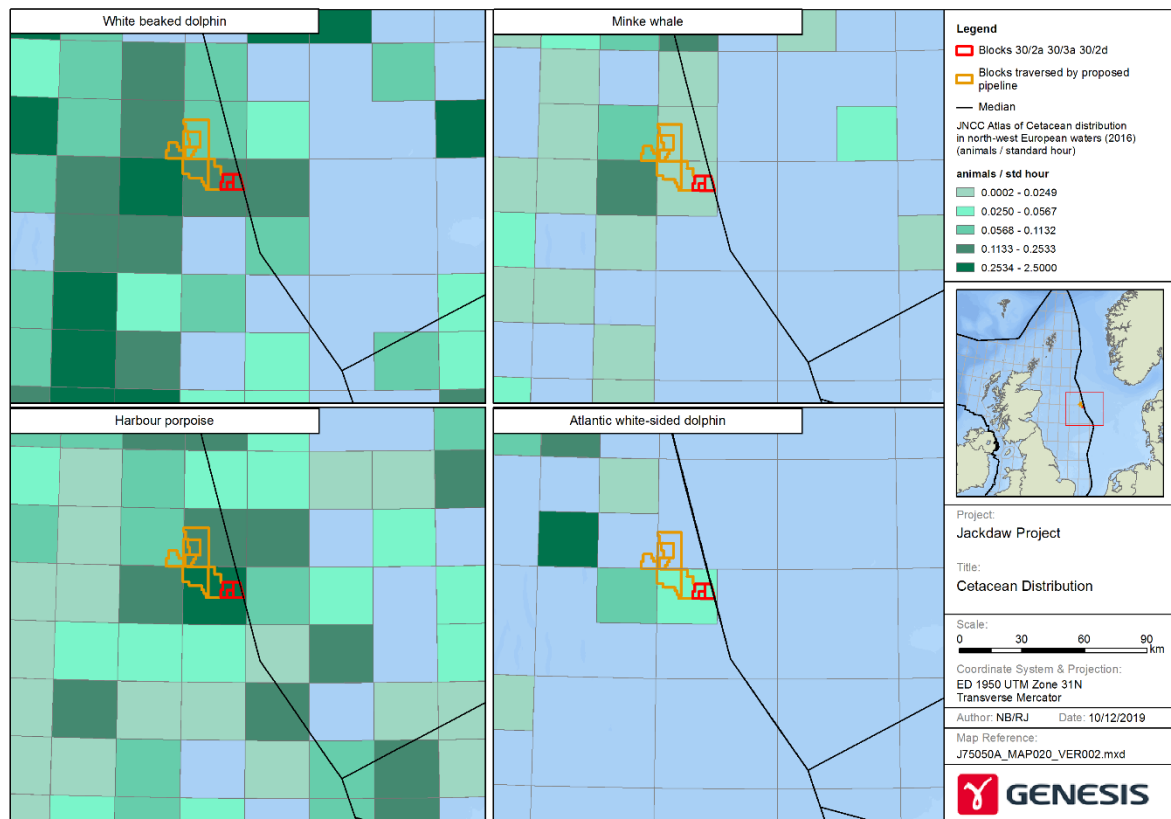 White beaked dolphin
Minke whale
Harbour porpoise
Atlantic white-sided dolphin
Legend
Blocks 30/2a 30/3a 30/2d
Blocks traversed by proposed
pipeline
Median
JNCC Atlas of Cetacean distribution
in north-west European waters (2016)
(animals / standard hour)
animals / std hour
0.0002 - 0.0249
0.0250 - 0.0567
0.0568 - 0.1132
0.1133 - 0.2533
0.2534 - 2.5000
Project:
Jackdaw Project
Title:
Cetacean Distribution
Scale:
0 30 60 90
km
Coordinate System & Projection:
ED 1950 UTM Zone 31N
Transverse Mercator
Author: NB/RJ Date: 10/12/2019
Map Reference:
J75050A_MAP020_VER002.mxd
GENESIS